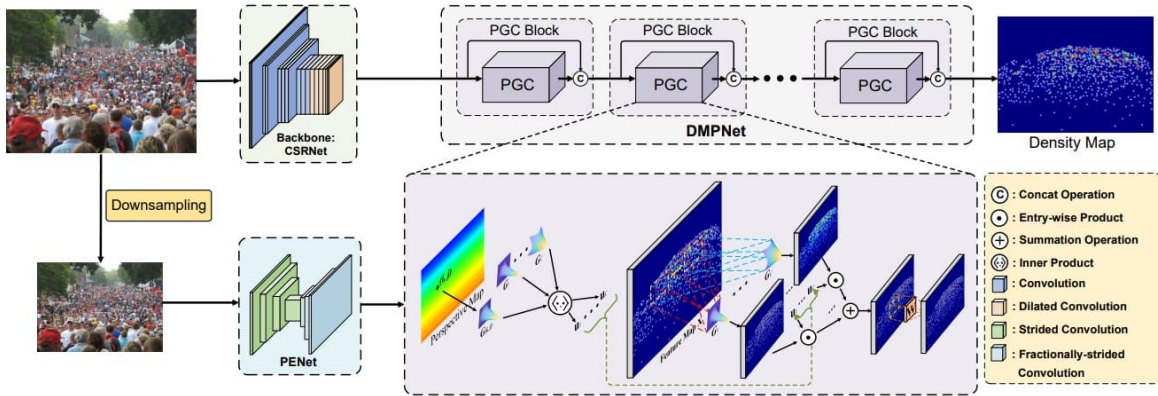 PGC Block
PGC Block
PGC Block
PGC
C
PGC
C
PGC
C
Backbone:
CSRNet
DMPNet
Density Map
Downsampling
PENet
(i,j)
Perspective Map
Feature Map
W
C : Concat Operation
: Entry-wise Product
: Summation Operation
: Inner Product
: Convolution
: Dilated Convolution
: Strided Convolution
: Fractionally-strided
Convolution